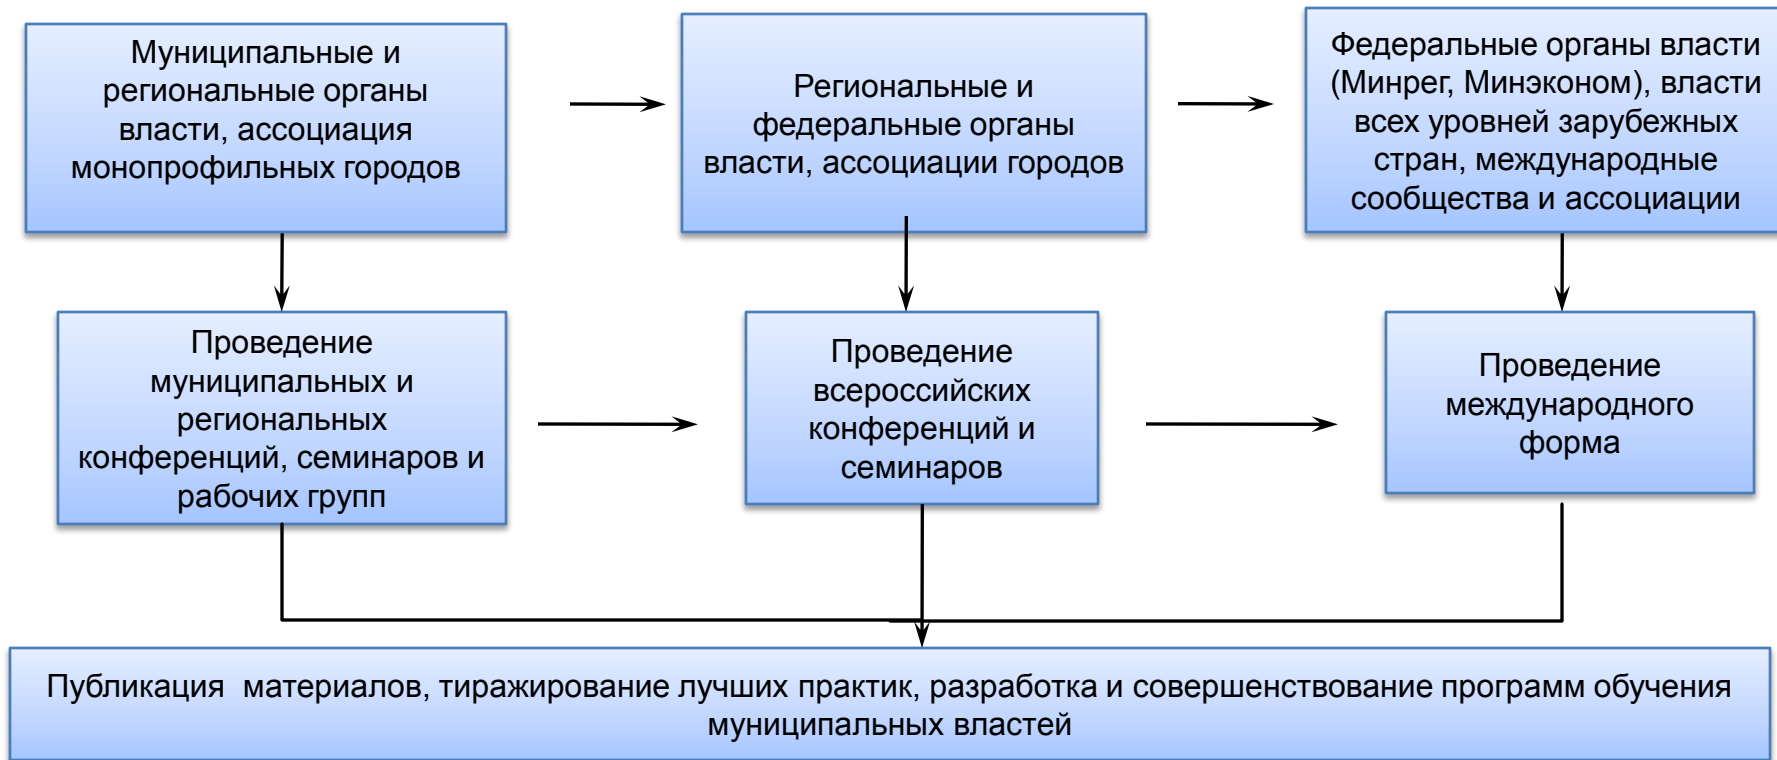 Муниципальные и
региональные органы
власти, ассоциация
монопрофильных городов
Региональные и
федеральные органы
власти, ассоциации городов
Федеральные органы власти
(Минрег, Минэконом), власти
всех уровней зарубежных
стран, международные
сообщества и ассоциации
Проведение
муниципальных и
региональных
конференций, семинаров и
рабочих групп
Проведение
всероссийских
конференций и
семинаров
Проведение
международного
форма
Публикация  материалов, тиражирование лучших практик, разработка и совершенствование программ обучения
муниципальных властей